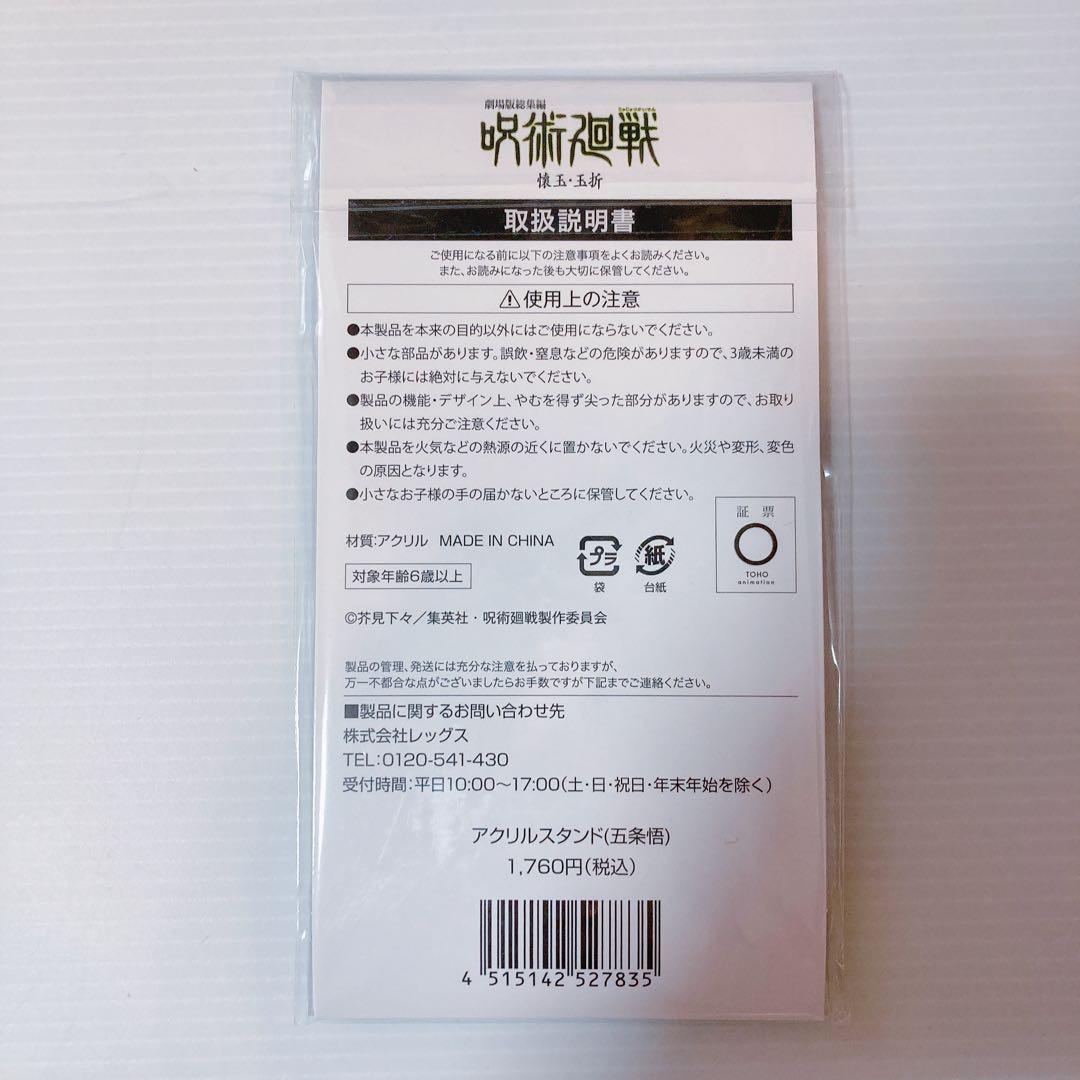 劇場版総集編
じゅじゅつかいせん
呪術廻戦
懐玉・玉折
取扱説明書
ご使用になる前に以下の注意事項をよくお読みください。
また、お読みになった後も大切に保管してください。
⚠使用上の注意
●本製品を本来の目的以外にはご使用にならないでください。
●小さな部品があります。誤飲・窒息などの危険がありますので、3歳未満の
お子様には絶対に与えないでください。
●製品の機能・デザイン上、やむを得ず尖った部分がありますので、お取り
扱いには充分ご注意ください。
●本製品を火気などの熱源の近くに置かないでください。火災や変形、変色
の原因となります。
●小さなお子様の手の届かないところに保管してください。
材質:アクリル MADE IN CHINA
プラ
袋
紙
台紙
証 票
TOHO
animation
対象年齢6歳以上
©芥見下々／集英社・呪術廻戦製作委員会
製品の管理、発送には充分な注意を払っておりますが、
万一不都合な点がございましたらお手数ですが下記までご連絡ください。
■製品に関するお問い合わせ先
株式会社レッグス
TEL:0120-541-430
受付時間:平日10:00～17:00(土・日・祝日・年末年始を除く)
アクリルスタンド(五条悟)
1,760円(税込)
4 515142 527835